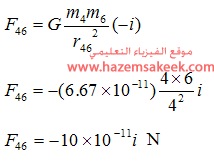 F₄₆ = G m₄m₆ / r₄₆² (-i)
موقع الفيزياء التعليمي
www.hazemsakeek.com
F₄₆ = -(6.67 × 10⁻¹¹) 4 × 6 / 4² i
F₄₆ = -10 × 10⁻¹¹i N